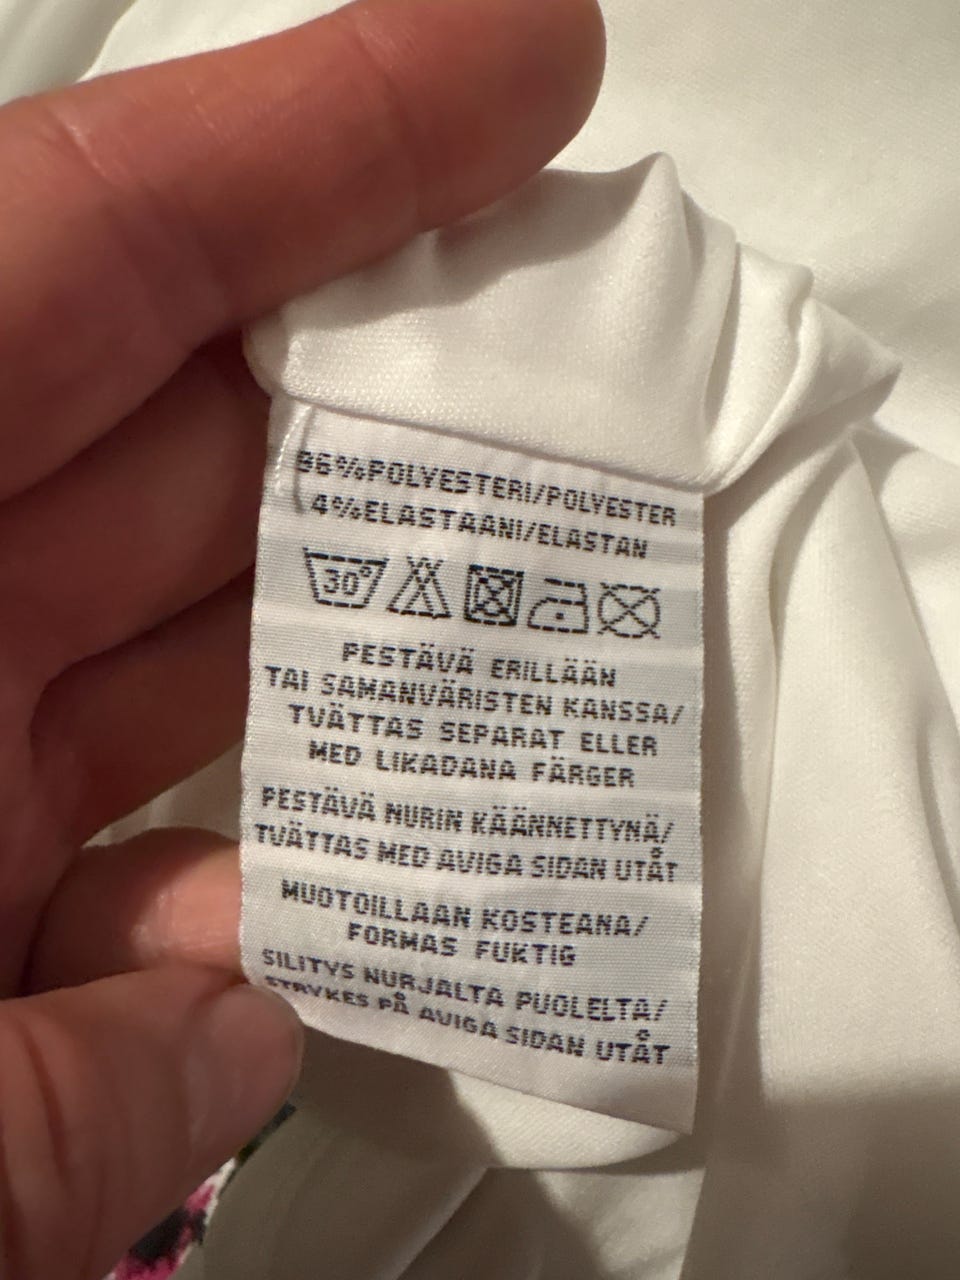 96%POLYESTERI/POLYESTER
4%ELASTAANI/ELASTAN
30°
PESTÄVÄ ERILLÄÄN
TAI SAMANVÄRISTEN KANSSA/
TVÄTTAS SEPARAT ELLER
MED LIKADANA FÄRGER
PESTÄVÄ NURIN KÄÄNNETTYNÄ/
TVÄTTAS MED AVIGA SIDAN UTÅT
MUOTOILLAAN KOSTEANA/
FORMAS FUKTIG
SILITYS NURJALTA PUOLELTA/
STRYKES PÅ AVIGA SIDAN UTÅT